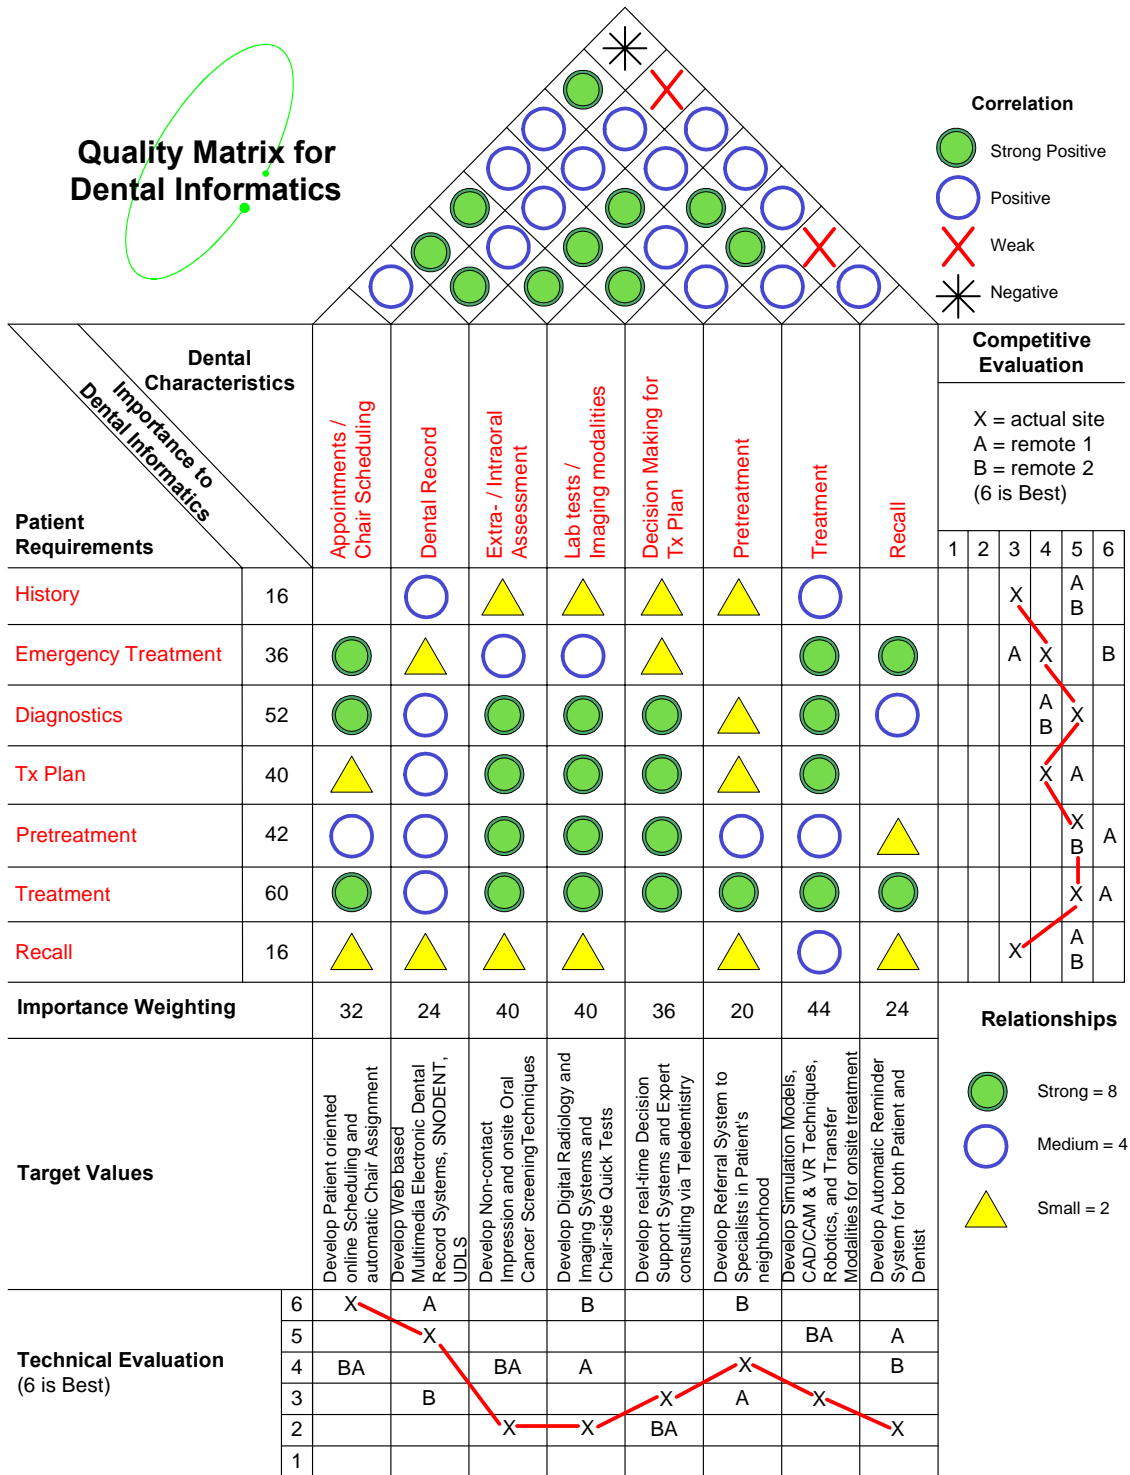 Quality Matrix for
Dental Informatics
Correlation
Strong Positive
Positive
Weak
Negative
Dental
Characteristics
Importance to
Dental Informatics
Patient
Requirements
Appointments /
Chair Scheduling
Dental Record
Extra- / Intraoral
Assessment
Lab tests /
Imaging modalities
Decision Making for
Tx Plan
Pretreatment
Treatment
Recall
Competitive
Evaluation
X = actual site
A = remote 1
B = remote 2
(6 is Best)
1 2 3 4 5 6
History 16 X A B
Emergency Treatment 36 A X B
Diagnostics 52 A B X
Tx Plan 40 X A
Pretreatment 42 X B A
Treatment 60 X A
Recall 16 X A B
Importance Weighting 32 24 40 40 36 20 44 24
Relationships
Strong = 8
Medium = 4
Small = 2
Target Values
Develop Patient oriented
online Scheduling and
automatic Chair Assignment
Develop Web based
Multimedia Electronic Dental
Record Systems, SNODENT,
UDLS
Develop Non-contact
Impression and onsite Oral
Cancer ScreeningTechniques
Develop Digital Radiology and
Imaging Systems and
Chair-side Quick Tests
Develop real-time Decision
Support Systems and Expert
consulting via Teledentistry
Develop Referral System to
Specialists in Patient's
neighborhood
Develop Simulation Models,
CAD/CAM & VR Techniques,
Robotics, and Transfer
Modalities for onsite treatment
Develop Automatic Reminder
System for both Patient and
Dentist
Technical Evaluation
(6 is Best)
6 X A B B
5 X BA A
4 BA BA A X B
3 B X A X
2 X X BA X
1